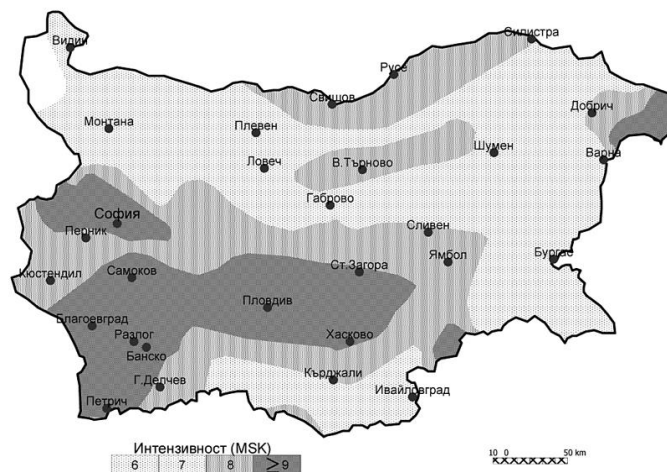 Видин
Силистра
Русе
Свищов
Добрич
Монтана
Плевен
Шумен
Варна
Ловеч
В.Търново
Габрово
София
Перник
Сливен
Бургас
Кюстендил
Самоков
Ст.Загора
Ямбол
Пловдив
Благоевград
Разлог
Хасково
Банско
Кърджали
Г.Делчев
Ивайловград
Петрич
Интензивност (MSK)
6 7 8 ≥9
10 0 50 km